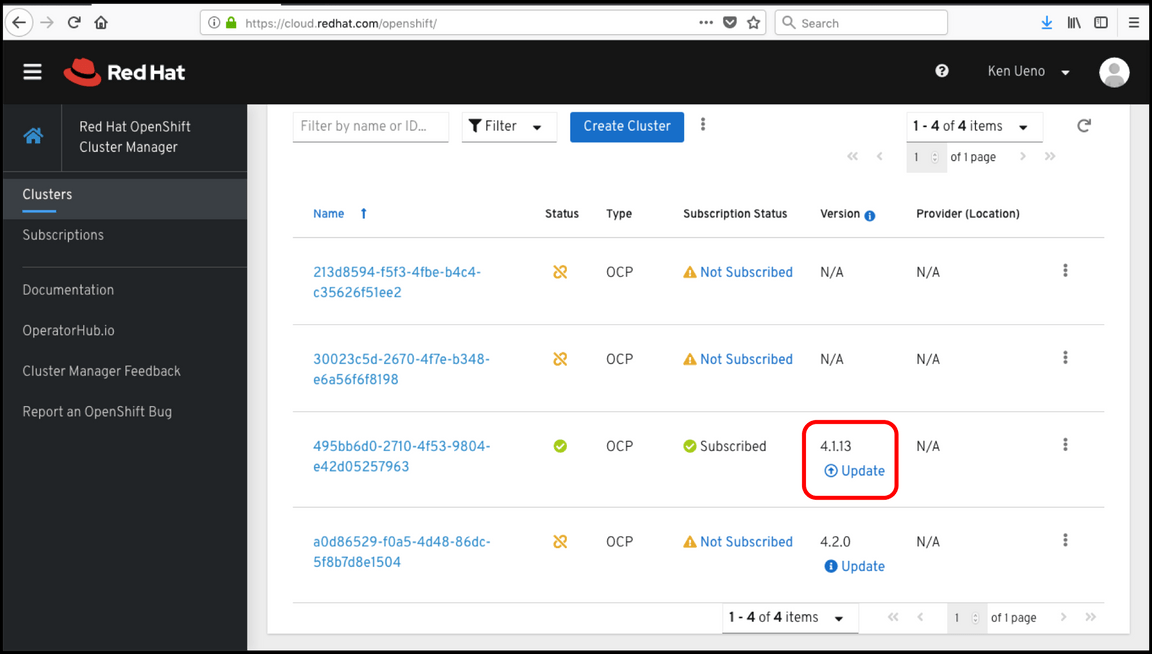 https://cloud.redhat.com/openshift/
Search
Red Hat
Ken Ueno
Red Hat OpenShift
Cluster Manager
Clusters
Subscriptions
Documentation
OperatorHub.io
Cluster Manager Feedback
Report an OpenShift Bug
Filter by name or ID...
Filter
Create Cluster
1 - 4 of 4 items
1 of 1 page
Name Status Type Subscription Status Version Provider (Location)
213d8594-f5f3-4fbe-b4c4- OCP Not Subscribed N/A N/A
c35626f51ee2
30023c5d-2670-4f7e-b348- OCP Not Subscribed N/A N/A
e6a56f6f8198
495bb6d0-2710-4f53-9804- OCP Subscribed 4.1.13 N/A
e42d05257963 Update
a0d86529-f0a5-4d48-86dc- OCP Not Subscribed 4.2.0 N/A
5f8b7d8e1504 Update
1 - 4 of 4 items 1 of 1 page